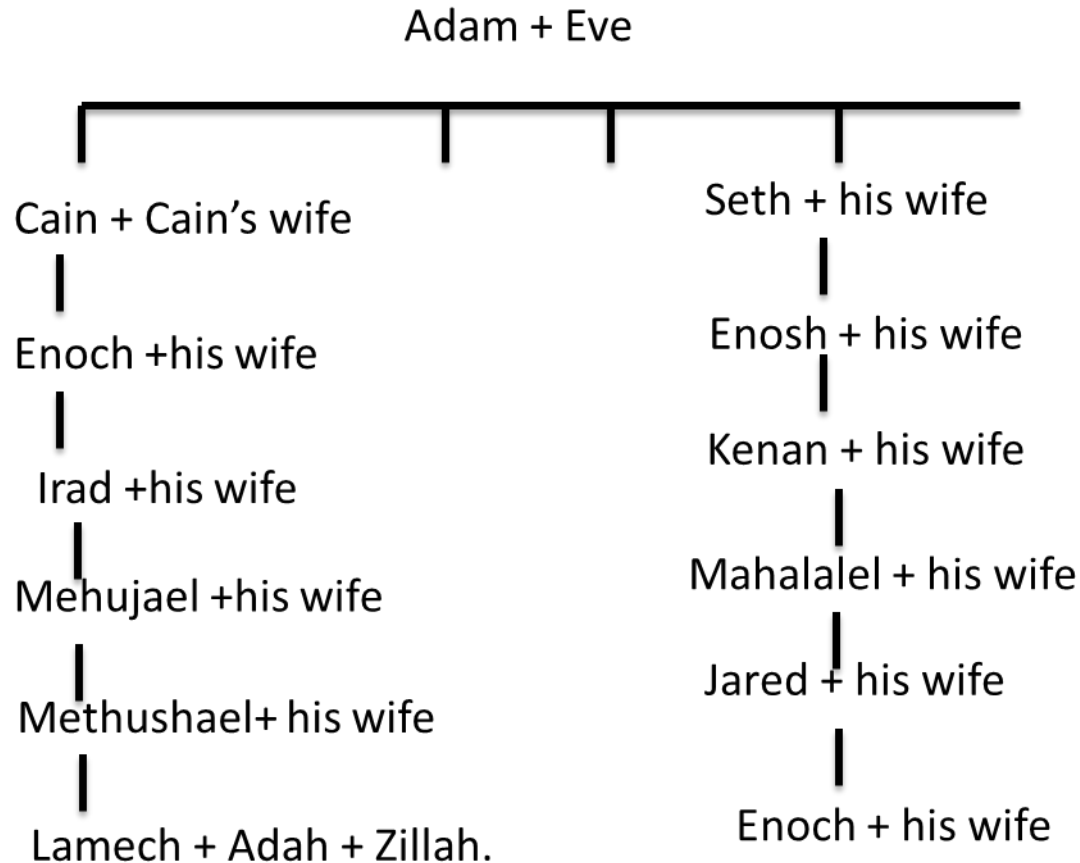 Adam + Eve
Cain + Cain’s wife
Enoch +his wife
Irad +his wife
Mehujael +his wife
Methushael+ his wife
Lamech + Adah + Zillah.
Seth + his wife
Enosh + his wife
Kenan + his wife
Mahalalel + his wife
Jared + his wife
Enoch + his wife